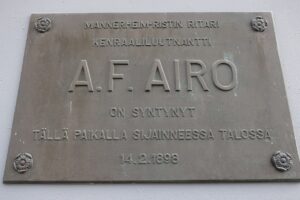 MANNERHEIM-RISTIN RITARI
KENRAALILUUTNANTTI
A.F. AIRO
ON SYNTYNYT
TÄLLÄ PAIKALLA SIJAINNEESSA TALOSSA
14.2.1898